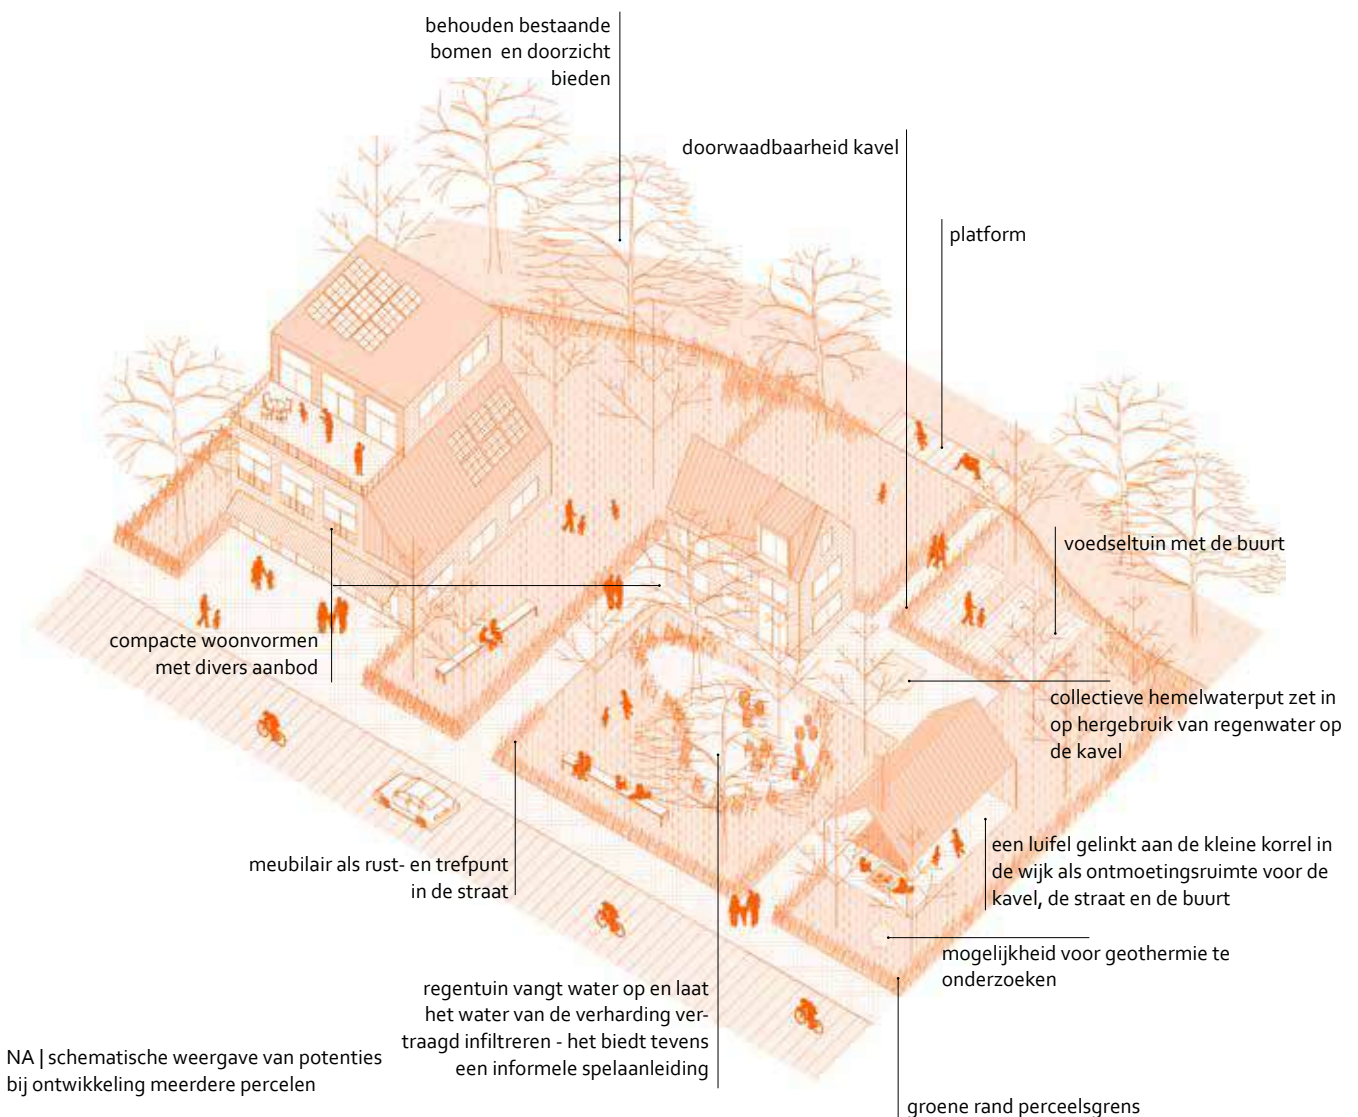 behouden bestaande
bomen en doorzicht
bieden
doorwaadbaarheid kavel
platform
voedseltuin met de buurt
compacte woonvormen
met divers aanbod
collectieve hemelwaterput zet in
op hergebruik van regenwater op
de kavel
een luifel gelinkt aan de kleine korrel in
de wijk als ontmoetingsruimte voor de
kavel, de straat en de buurt
meubilair als rust- en trefpunt
in de straat
mogelijkheid voor geothermie te
onderzoeken
regentuin vangt water op en laat
het water van de verharding ver-
traagd infiltreren - het biedt tevens
een informele spelaanleiding
NA | schematische weergave van potenties
bij ontwikkeling meerdere percelen
groene rand perceelsgrens